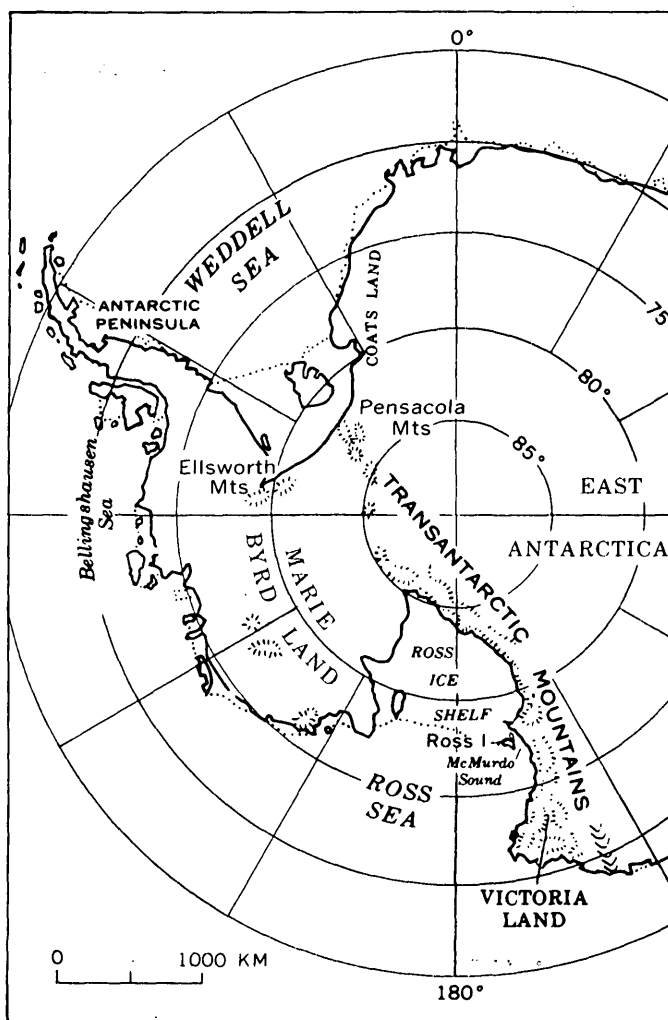 0°
WEDDELL
SEA
ANTARCTIC
PENINSULA
COATS LAND
75
80°
Pensacola
Mts
85°
Ellsworth
Mts
EAST
ANTARCTICA
Bellingshausen
Sea
TRANSANTARCTIC
MOUNTAINS
MARIE
BYRD
LAND
ROSS
ICE
SHELF
Ross I
McMurdo
Sound
ROSS
SEA
VICTORIA
LAND
0 1000 KM
180°